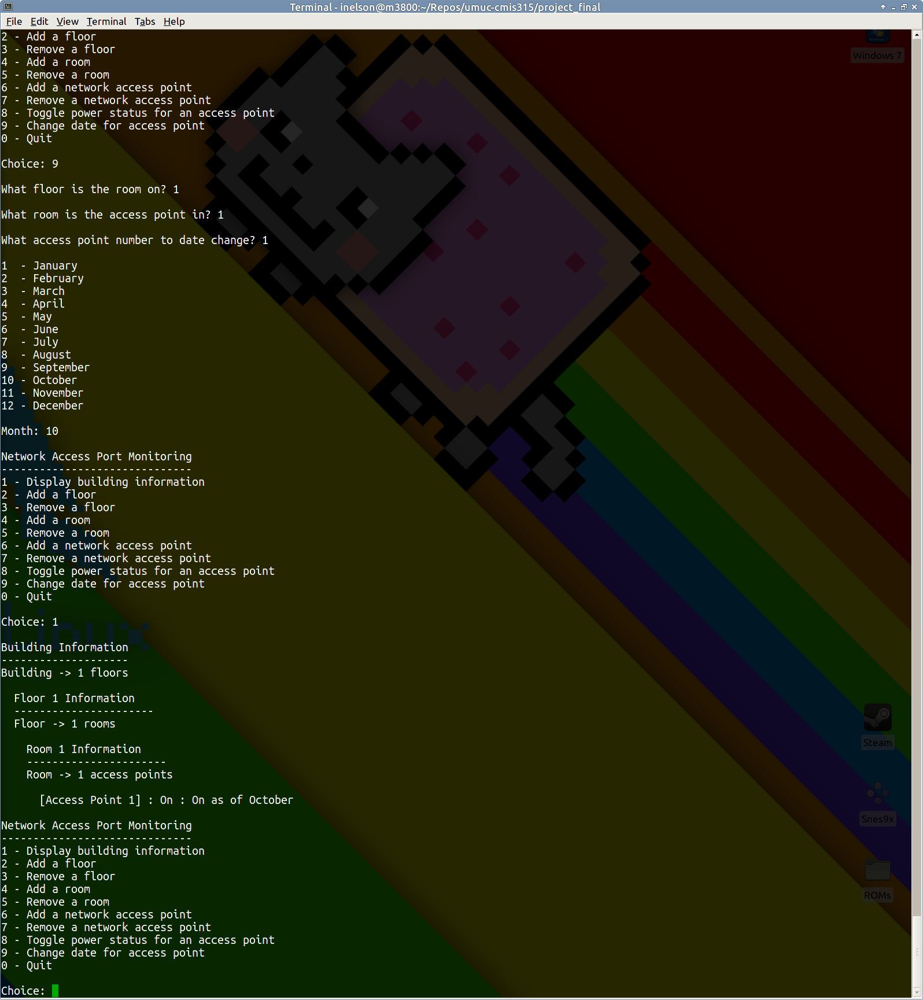 Terminal - inelson@m3800:~/Repos/umuc-cmis315/project_final
File Edit View Terminal Tabs Help
2 - Add a floor
3 - Remove a floor
4 - Add a room
5 - Remove a room
6 - Add a network access point
7 - Remove a network access point
8 - Toggle power status for an access point
9 - Change date for access point
0 - Quit
Choice: 9
What floor is the room on? 1
What room is the access point in? 1
What access point number to date change? 1
1  - January
2  - February
3  - March
4  - April
5  - May
6  - June
7  - July
8  - August
9  - September
10 - October
11 - November
12 - December
Month: 10
Network Access Port Monitoring
------------------------------
1 - Display building information
2 - Add a floor
3 - Remove a floor
4 - Add a room
5 - Remove a room
6 - Add a network access point
7 - Remove a network access point
8 - Toggle power status for an access point
9 - Change date for access point
0 - Quit
Choice: 1
Building Information
--------------------
Building -> 1 floors
Floor 1 Information
----------------------
Floor -> 1 rooms
Room 1 Information
----------------------
Room -> 1 access points
[Access Point 1] : On : On as of October
Network Access Port Monitoring
------------------------------
1 - Display building information
2 - Add a floor
3 - Remove a floor
4 - Add a room
5 - Remove a room
6 - Add a network access point
7 - Remove a network access point
8 - Toggle power status for an access point
9 - Change date for access point
0 - Quit
Choice:
Windows 7
Linux
Steam
Snes9x
ROMs